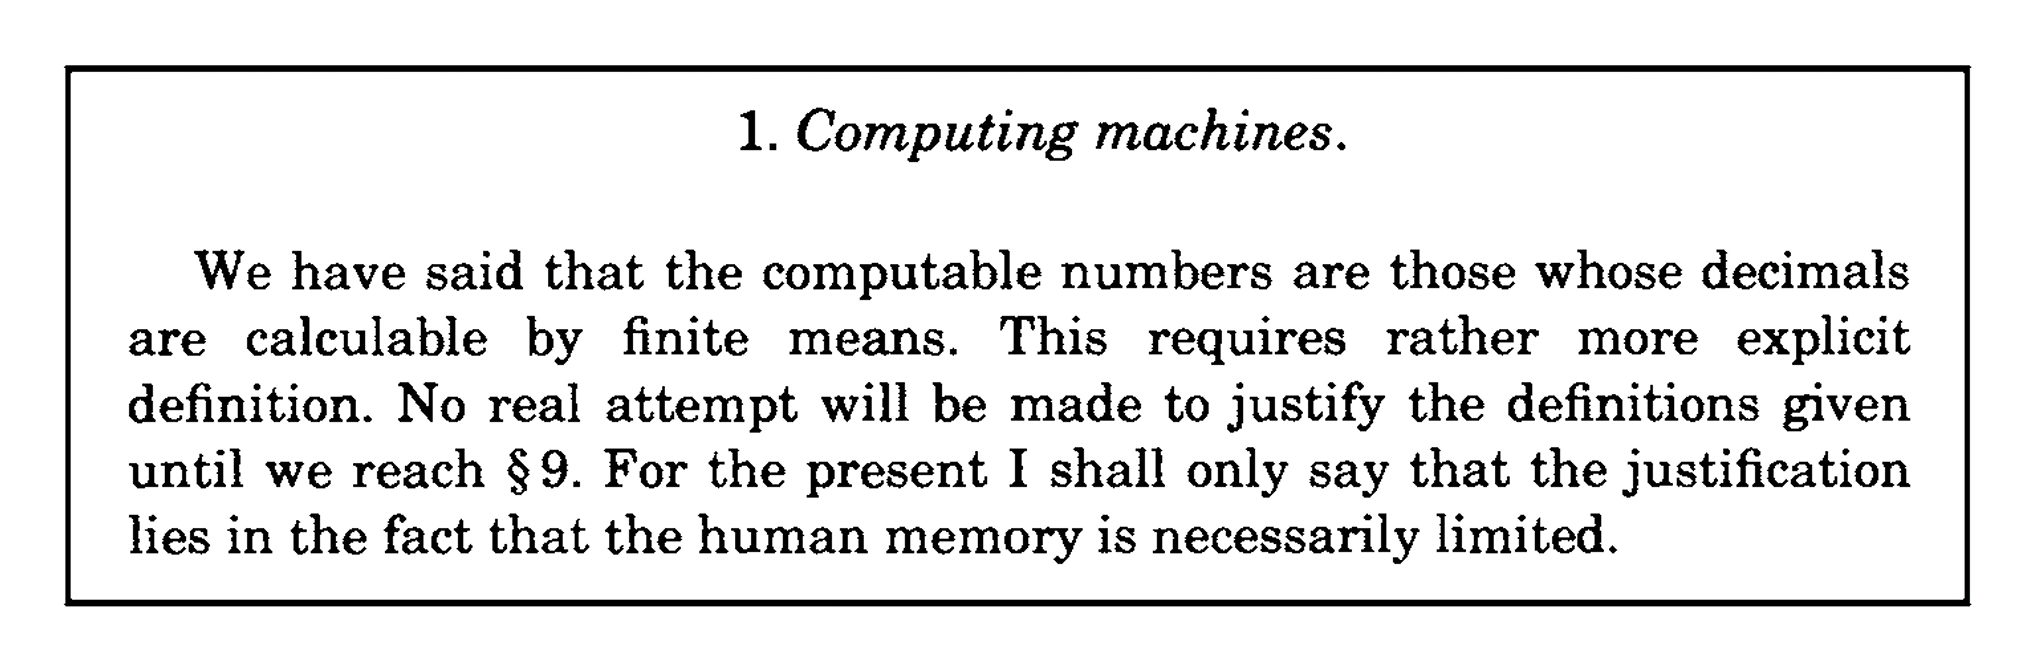 1. Computing machines.
We have said that the computable numbers are those whose decimals
are calculable by finite means. This requires rather more explicit
definition. No real attempt will be made to justify the definitions given
until we reach § 9. For the present I shall only say that the justification
lies in the fact that the human memory is necessarily limited.